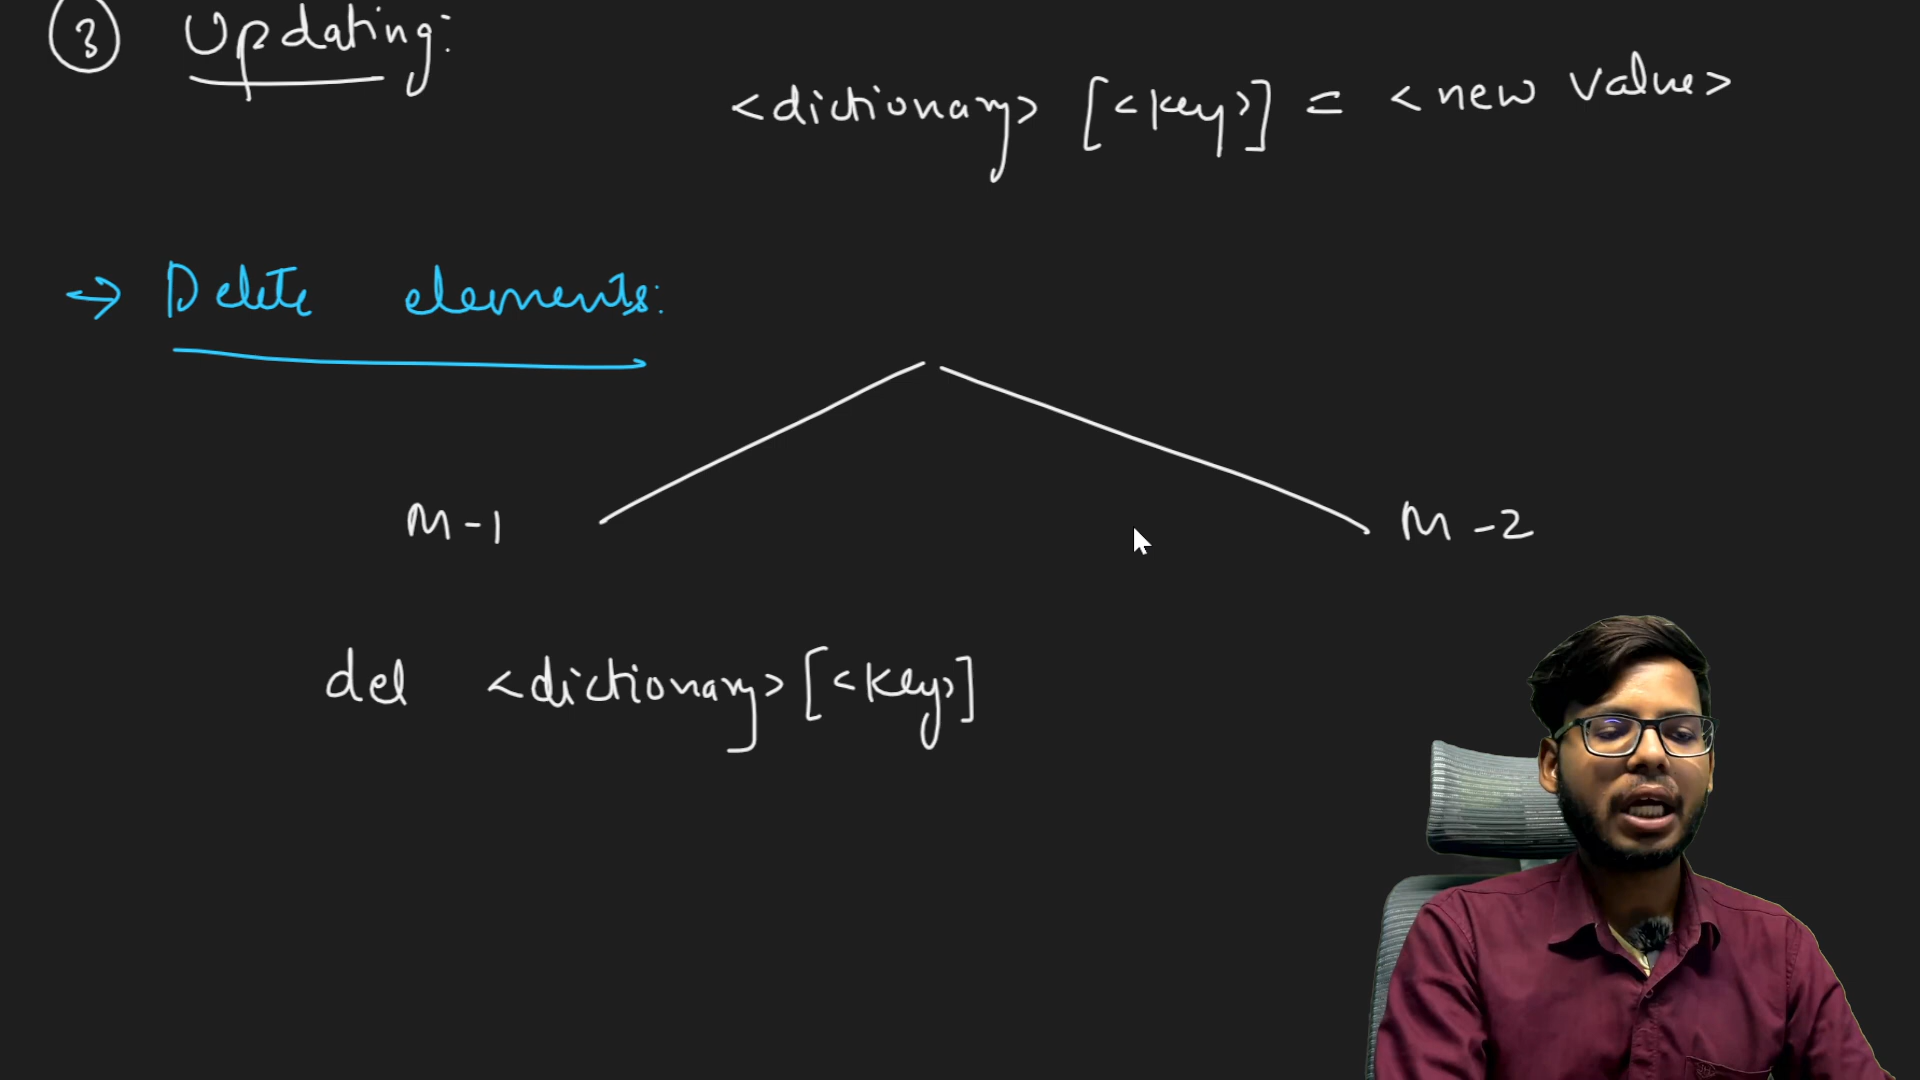 3 Updating:
<dictionary> [<key>] = <new value>
→ Delete elements:
M-1
M-2
del <dictionary>[<key>]